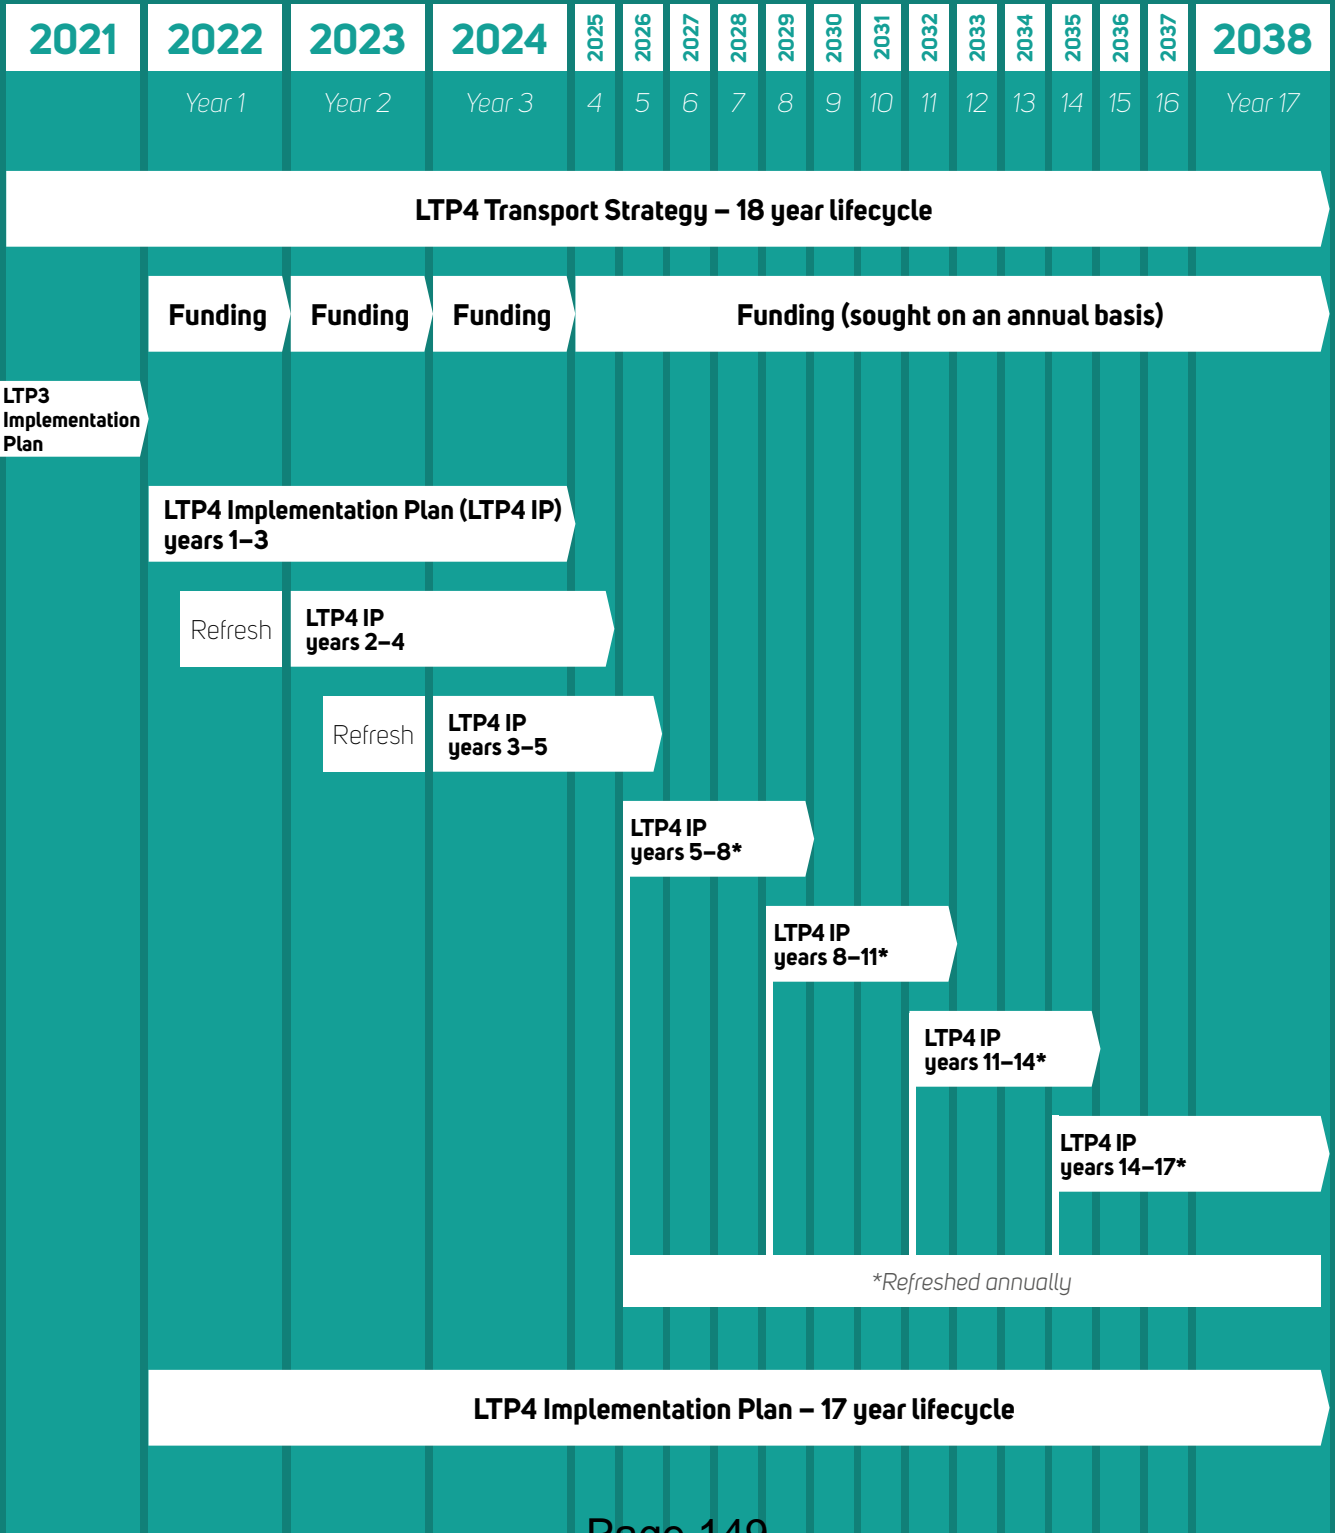 2021 2022 2023 2024 2025 2026 2027 2028 2029 2030 2031 2032 2033 2034 2035 2036 2037 2038
Year 1 Year 2 Year 3 4 5 6 7 8 9 10 11 12 13 14 15 16 Year 17
LTP4 Transport Strategy – 18 year lifecycle
Funding Funding Funding Funding (sought on an annual basis)
LTP3
Implementation
Plan
LTP4 Implementation Plan (LTP4 IP)
years 1–3
Refresh
LTP4 IP
years 2–4
Refresh
LTP4 IP
years 3–5
LTP4 IP
years 5–8*
LTP4 IP
years 8–11*
LTP4 IP
years 11–14*
LTP4 IP
years 14–17*
*Refreshed annually
LTP4 Implementation Plan – 17 year lifecycle
Page 149